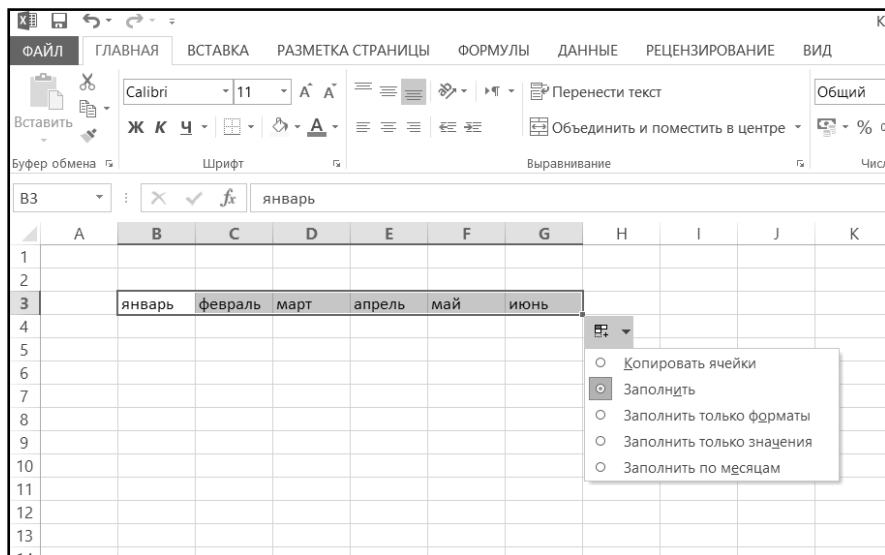 К
ФАЙЛ ГЛАВНАЯ ВСТАВКА РАЗМЕТКА СТРАНИЦЫ ФОРМУЛЫ ДАННЫЕ РЕЦЕНЗИРОВАНИЕ ВИД
Calibri 11 Перенести текст Общий
Вставить Ж К Ч А Объединить и поместить в центре %
Буфер обмена Шрифт Выравнивание Чис
B3 fx январь
A B C D E F G H I J K
1
2
3 январь февраль март апрель май июнь
4
5
6 Копировать ячейки
7 Заполнить
8 Заполнить только форматы
9 Заполнить только значения
10 Заполнить по месяцам
11
12
13